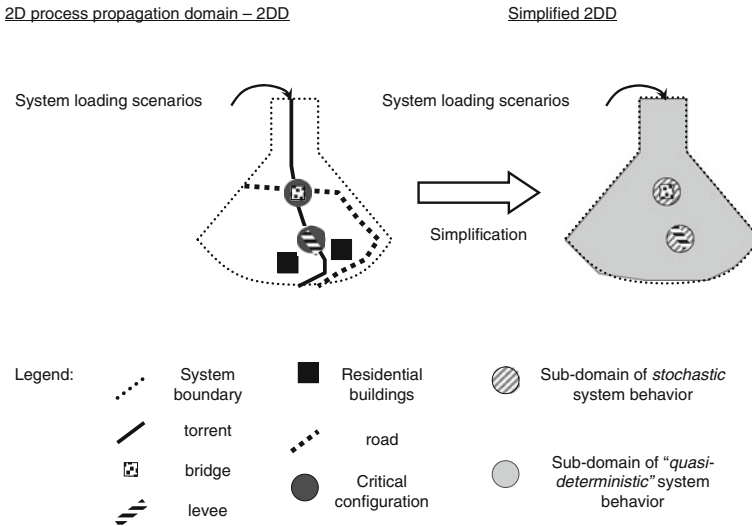 2D process propagation domain – 2DD
Simplified 2DD
System loading scenarios
System loading scenarios
Simplification
Legend:
System
boundary
Residential
buildings
Sub-domain of stochastic
system behavior
torrent
road
bridge
Critical
configuration
Sub-domain of “quasi-
deterministic” system
behavior
levee